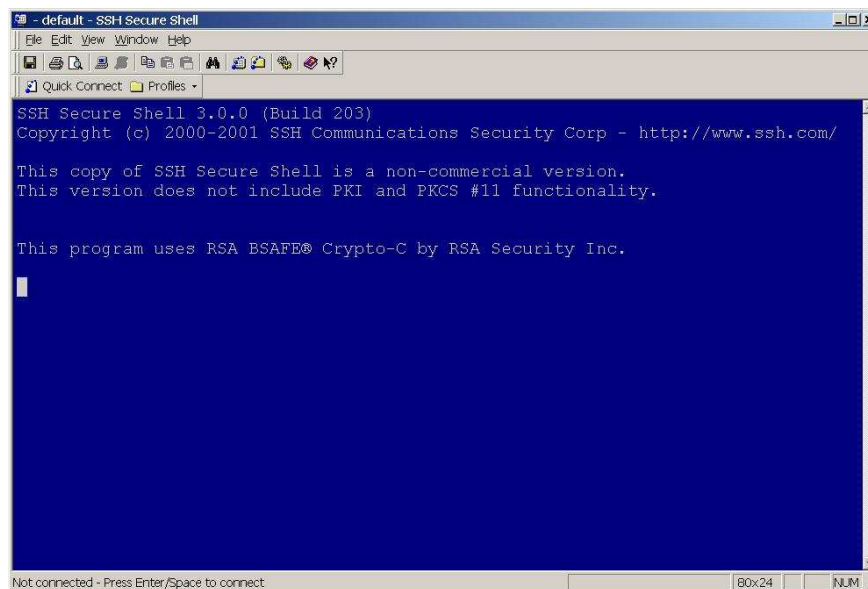 - default - SSH Secure Shell
File Edit View Window Help
Quick Connect Profiles
SSH Secure Shell 3.0.0 (Build 203)
Copyright (c) 2000-2001 SSH Communications Security Corp - http://www.ssh.com/
This copy of SSH Secure Shell is a non-commercial version.
This version does not include PKI and PKCS #11 functionality.
This program uses RSA BSAFE® Crypto-C by RSA Security Inc.
Not connected - Press Enter/Space to connect 80x24 NUM